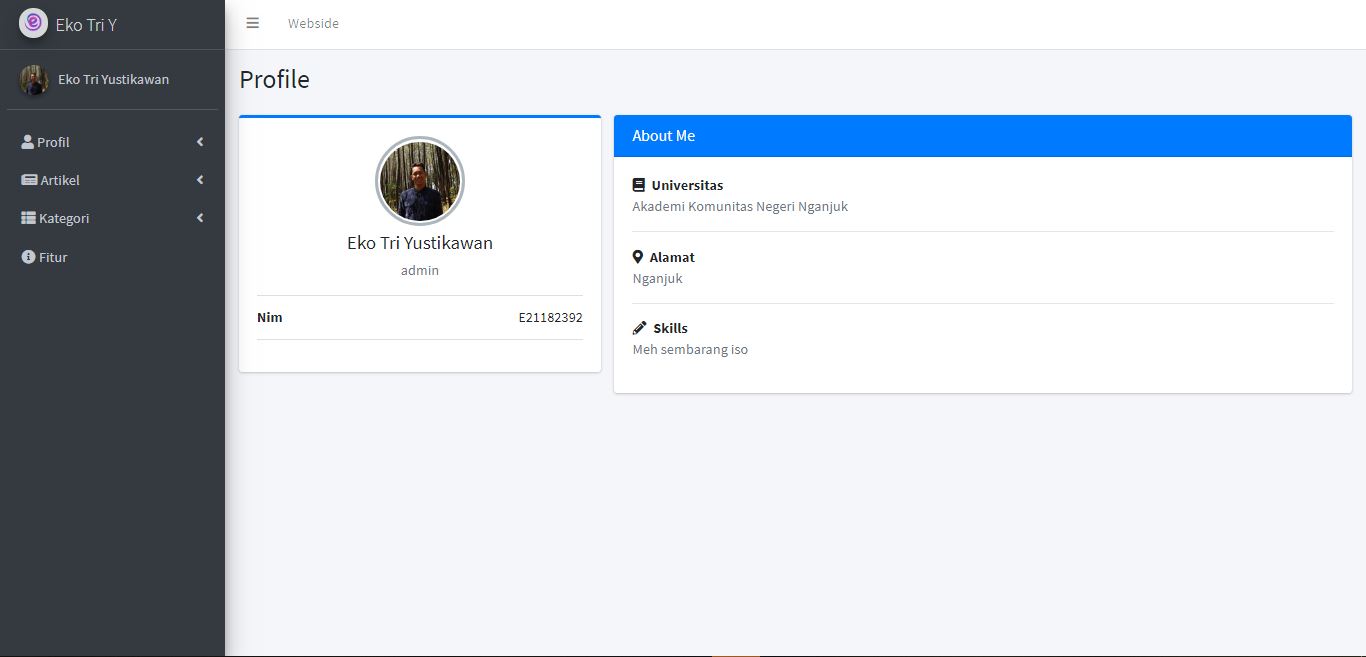 Eko Tri Y
Webside
Eko Tri Yustikawan
Profil
Artikel
Kategori
Fitur
Profile
Eko Tri Yustikawan
admin
Nim E21182392
About Me
Universitas
Akademi Komunitas Negeri Nganjuk
Alamat
Nganjuk
Skills
Meh sembarang iso